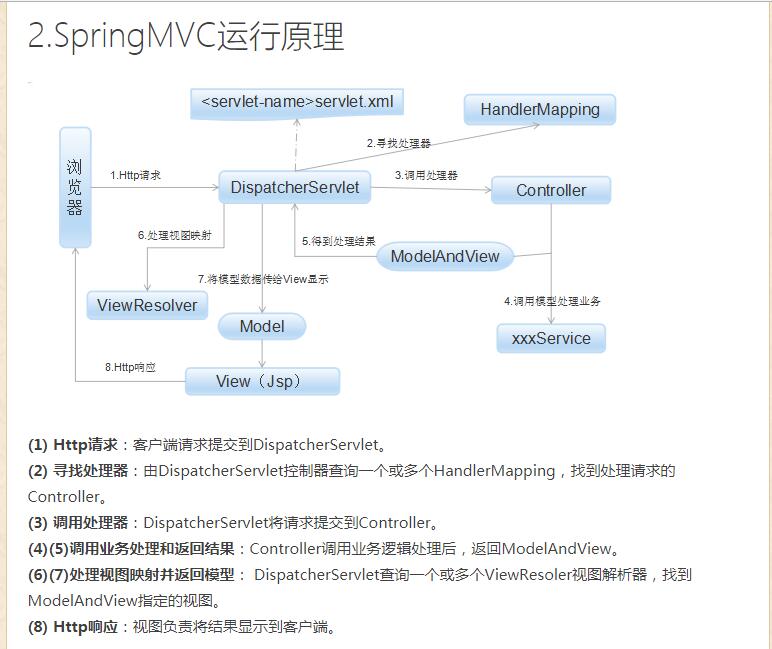 2.SpringMVC运行原理
<servlet-name>servlet.xml
HandlerMapping
2.寻找处理器
浏览器
1.Http请求
DispatcherServlet
3.调用处理器
Controller
6.处理视图映射
5.得到处理结果
ModelAndView
7.将模型数据传给View显示
ViewResolver
4.调用模型处理业务
Model
xxxService
8.Http响应
View（Jsp）
(1) Http请求：客户端请求提交到DispatcherServlet。
(2) 寻找处理器：由DispatcherServlet控制器查询一个或多个HandlerMapping，找到处理请求的
Controller。
(3) 调用处理器：DispatcherServlet将请求提交到Controller。
(4)(5)调用业务处理和返回结果：Controller调用业务逻辑处理后，返回ModelAndView。
(6)(7)处理视图映射并返回模型： DispatcherServlet查询一个或多个ViewResoler视图解析器，找到
ModelAndView指定的视图。
(8) Http响应：视图负责将结果显示到客户端。